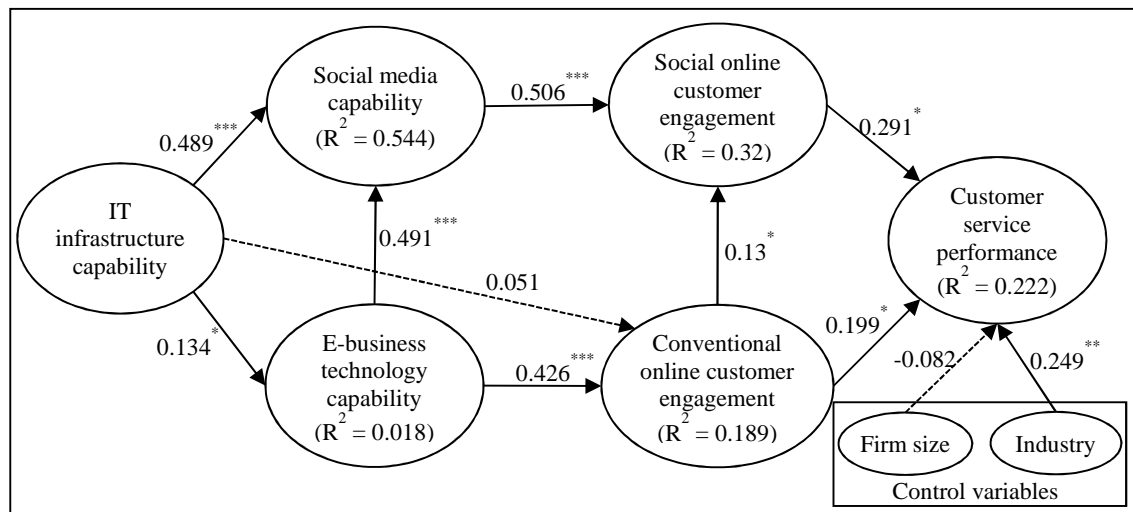 Social media
capability
(R² = 0.544)
0.506***
Social online
customer
engagement
(R² = 0.32)
0.489***
0.291*
IT
infrastructure
capability
0.491***
0.051
0.13*
Customer
service
performance
(R² = 0.222)
0.134*
E-business
technology
capability
(R² = 0.018)
0.426***
Conventional
online customer
engagement
(R² = 0.189)
0.199*
-0.082
0.249**
Firm size
Industry
Control variables